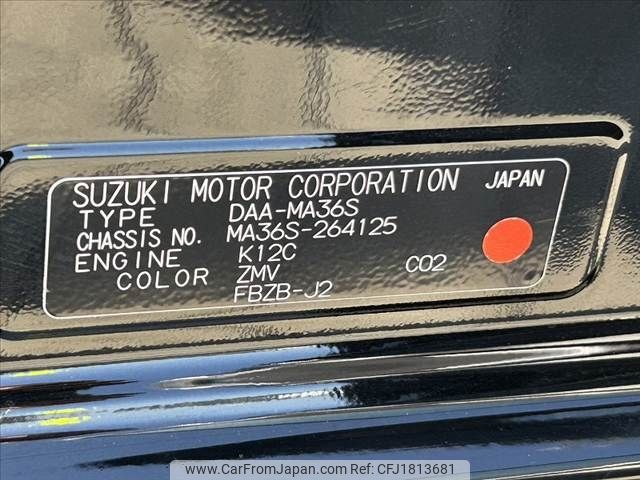 SUZUKI MOTOR CORPORATION JAPAN
TYPE DAA-MA36S
CHASSIS NO. MA36S-264125
ENGINE K12C
COLOR ZMV C02
FBZB-J2
www.CarFromJapan.com - CFJ1813681